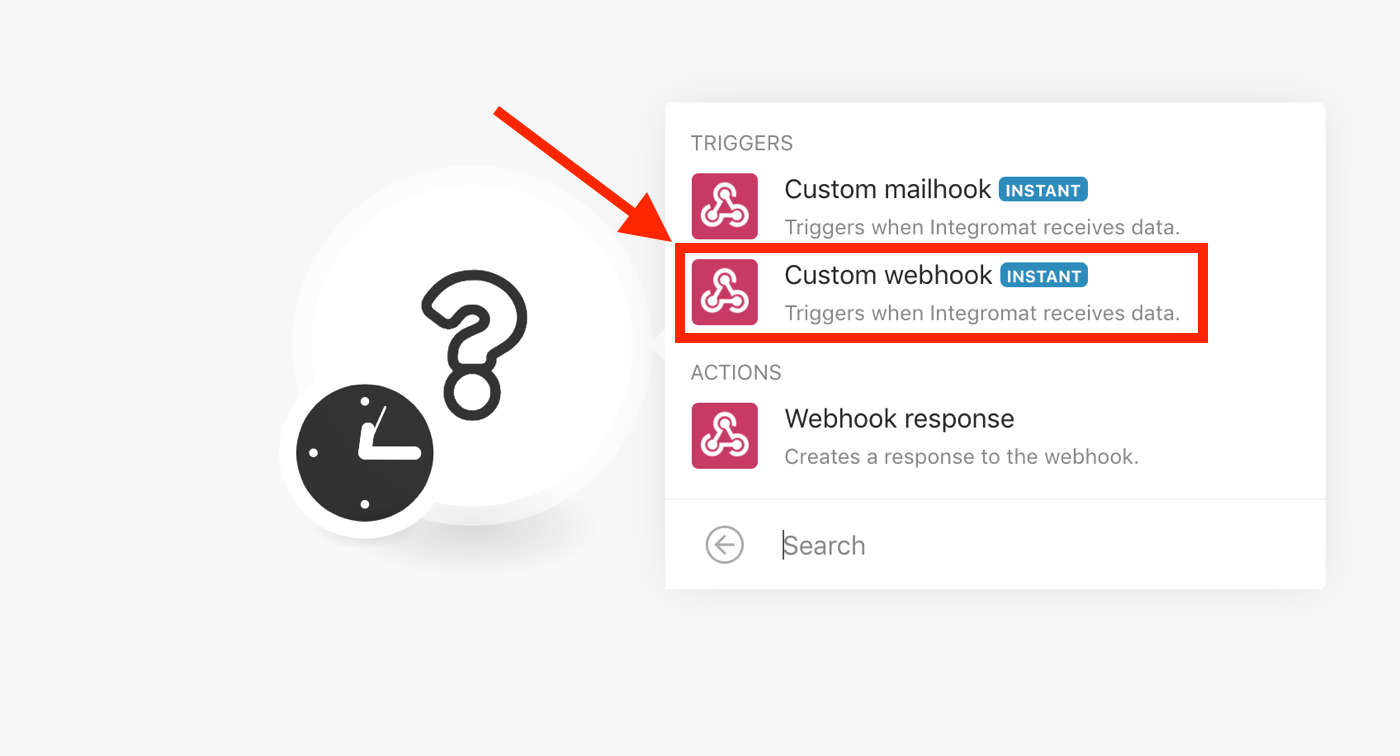 TRIGGERS
Custom mailhook INSTANT
Triggers when Integromat receives data.
Custom webhook INSTANT
Triggers when Integromat receives data.
ACTIONS
Webhook response
Creates a response to the webhook.
Search